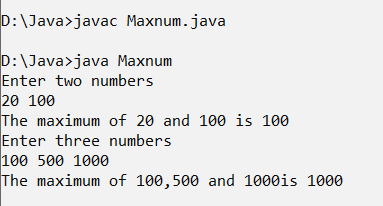 D:\Java>javac Maxnum.java
D:\Java>java Maxnum
Enter two numbers
20 100
The maximum of 20 and 100 is 100
Enter three numbers
100 500 1000
The maximum of 100,500 and 1000is 1000